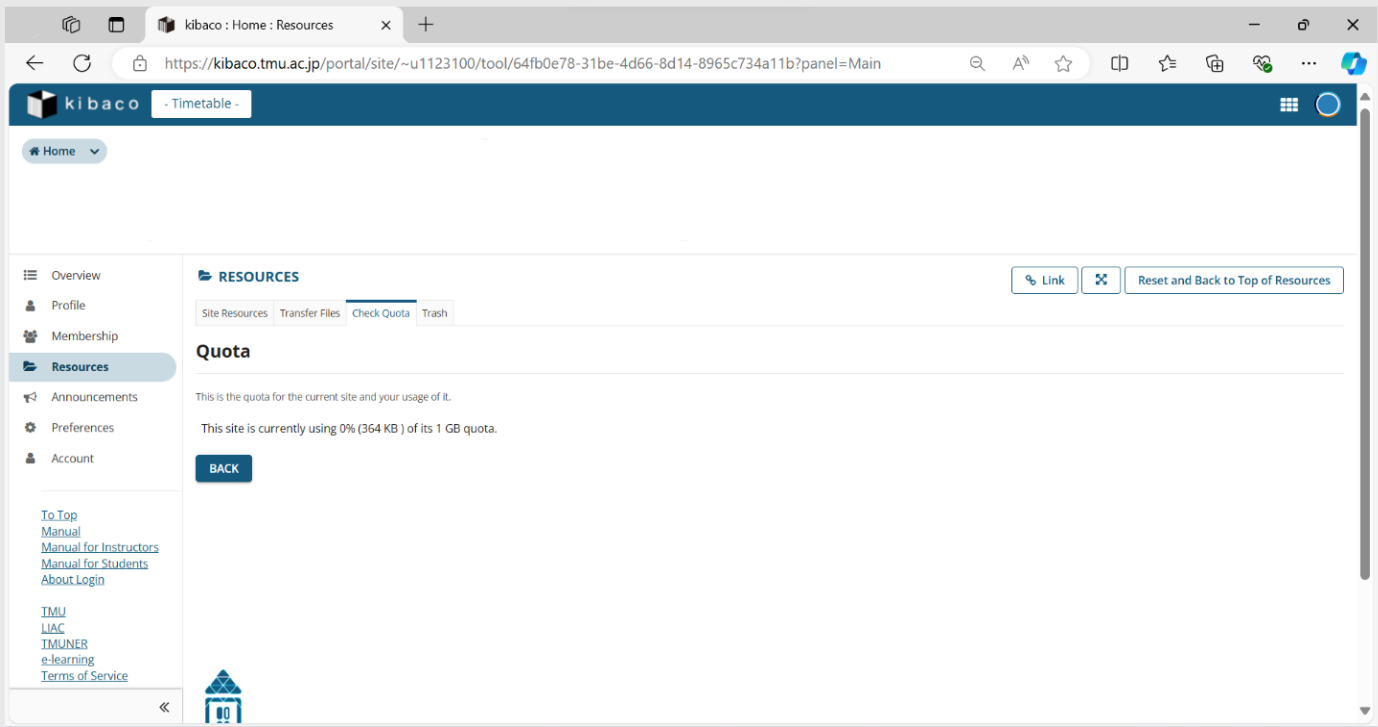 kibaco : Home : Resources
https://kibaco.tmu.ac.jp/portal/site/~u1123100/tool/64fb0e78-31be-4d66-8d14-8965c734a11b?panel=Main
kibaco
- Timetable -
Home
Overview
Profile
Membership
Resources
Announcements
Preferences
Account
To Top
Manual
Manual for Instructors
Manual for Students
About Login
TMU
LIAC
TMUNER
e-learning
Terms of Service
RESOURCES
Link
Reset and Back to Top of Resources
Site Resources Transfer Files Check Quota Trash
Quota
This is the quota for the current site and your usage of it.
This site is currently using 0% (364 KB ) of its 1 GB quota.
BACK